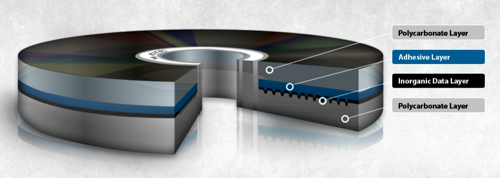 Polycarbonate Layer
Adhesive Layer
Inorganic Data Layer
Polycarbonate Layer